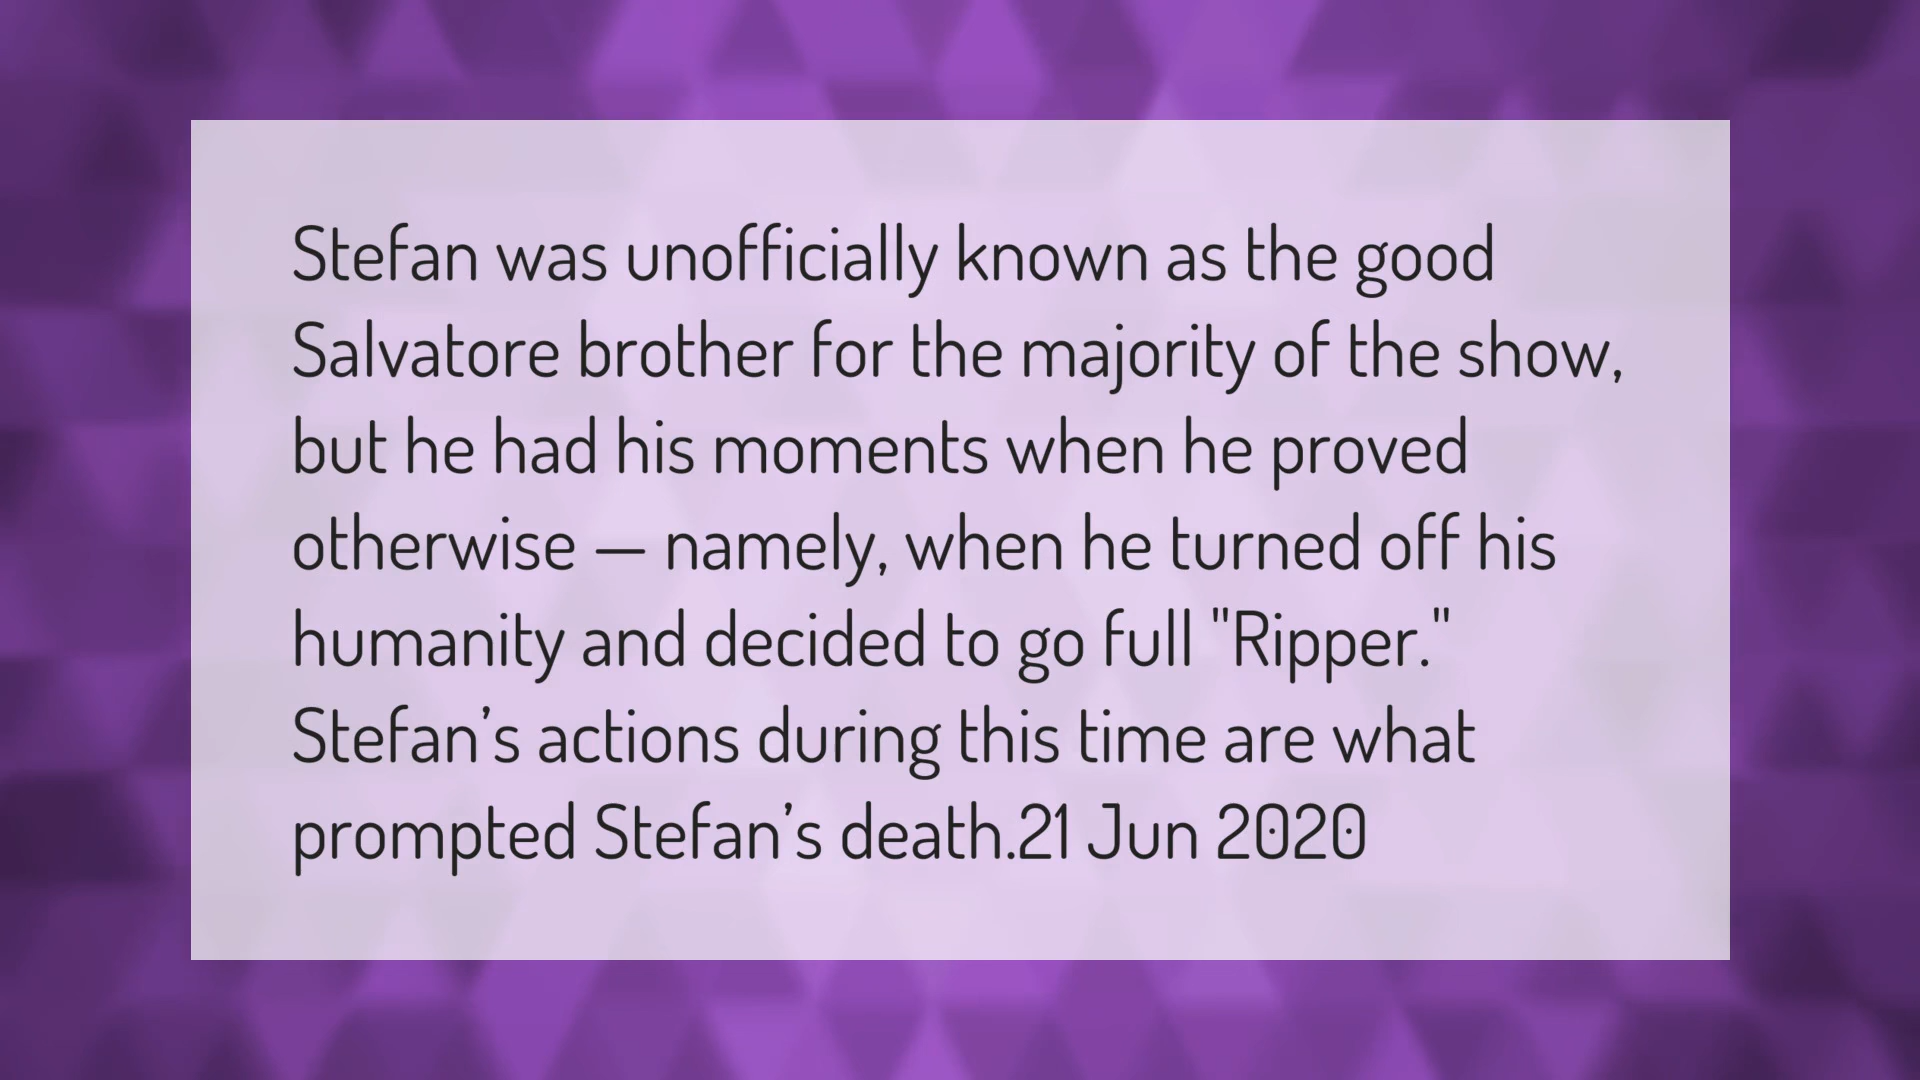 Stefan was unofficially known as the good
Salvatore brother for the majority of the show,
but he had his moments when he proved
otherwise — namely, when he turned off his
humanity and decided to go full "Ripper."
Stefan’s actions during this time are what
prompted Stefan’s death.21 Jun 2020